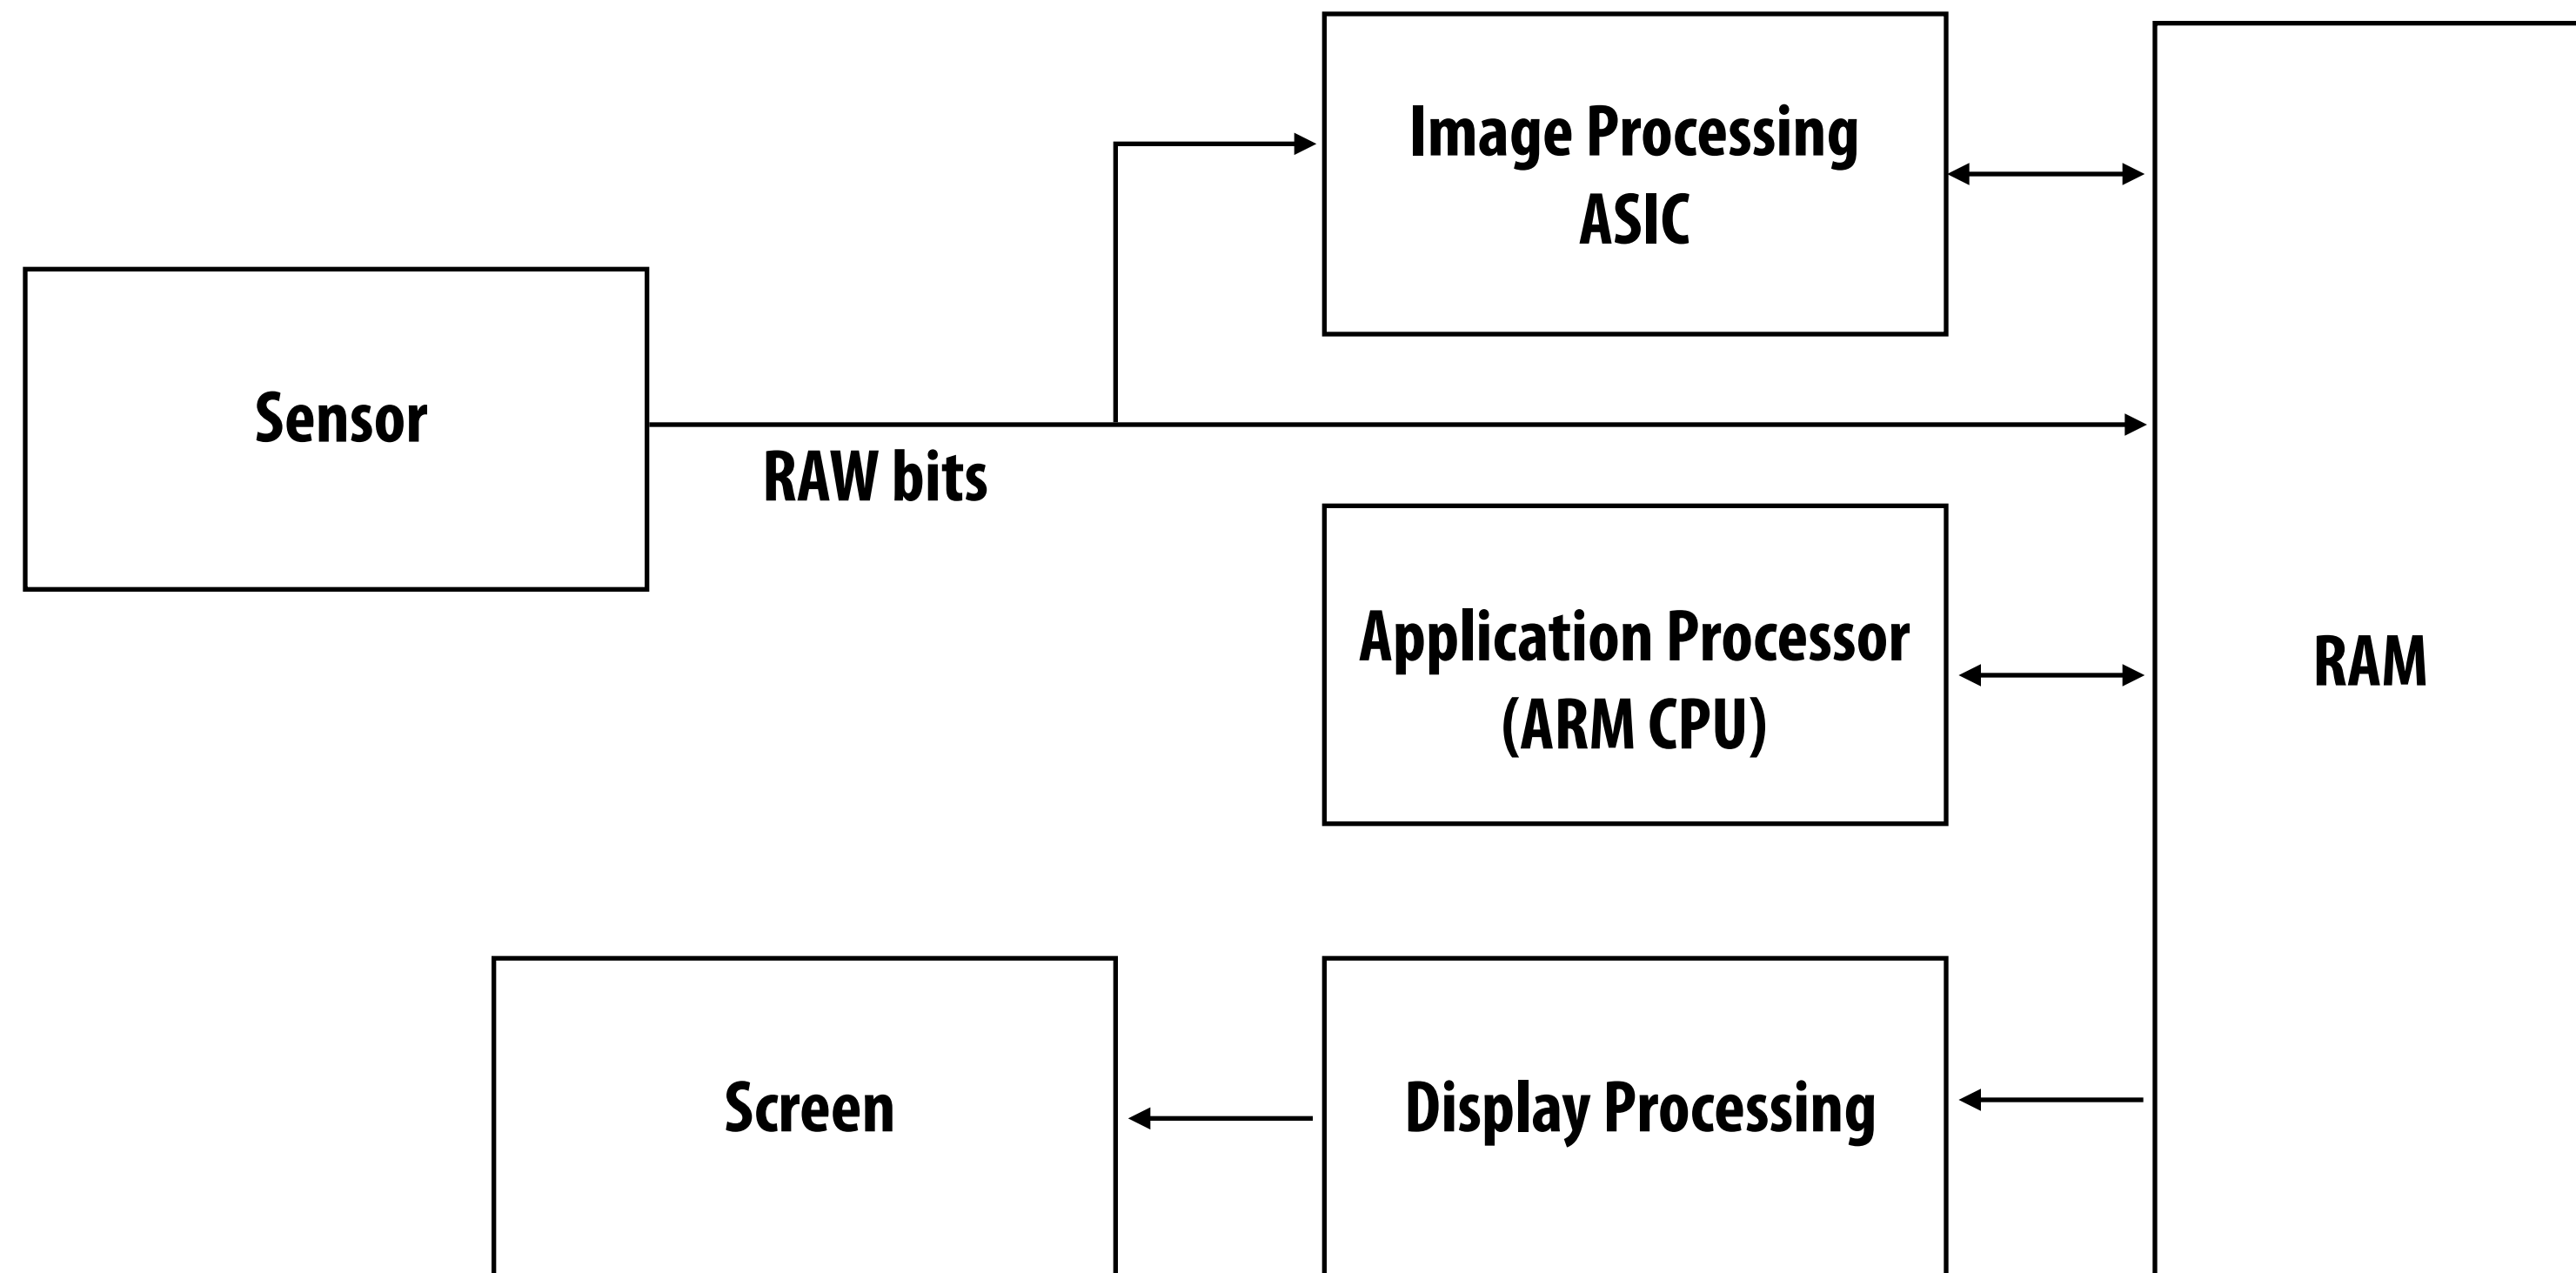 Image Processing
ASIC
Sensor
RAW bits
Application Processor
(ARM CPU)
RAM
Screen
Display Processing